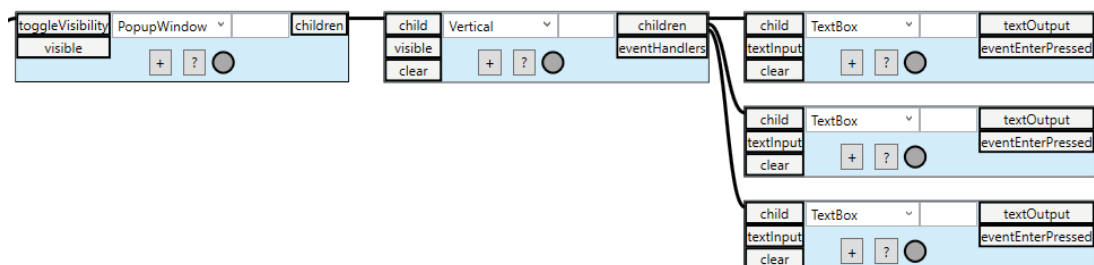 toggleVisibility PopupWindow children
visible
+ ?
child Vertical children
visible eventHandlers
clear
+ ?
child TextBox textOutput
textInput eventEnterPressed
clear
+ ?
child TextBox textOutput
textInput eventEnterPressed
clear
+ ?
child TextBox textOutput
textInput eventEnterPressed
clear
+ ?